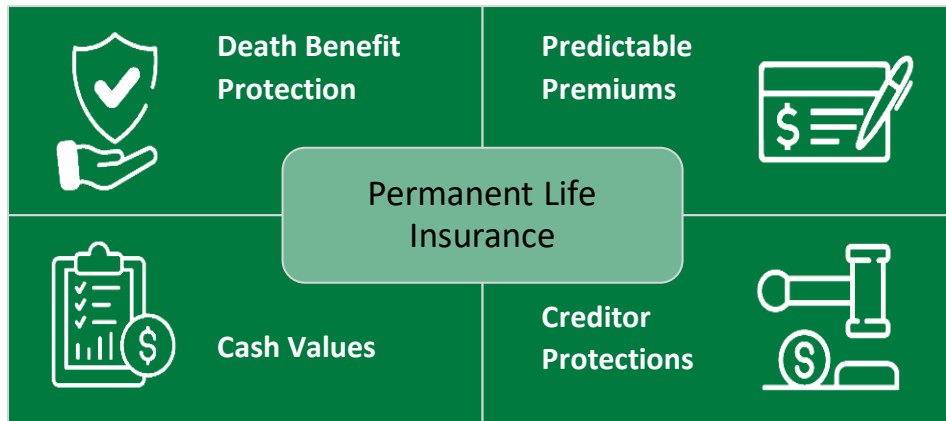 Death Benefit
Protection
Predictable
Premiums
$
Permanent Life
Insurance
$
Cash Values
Creditor
Protections
$